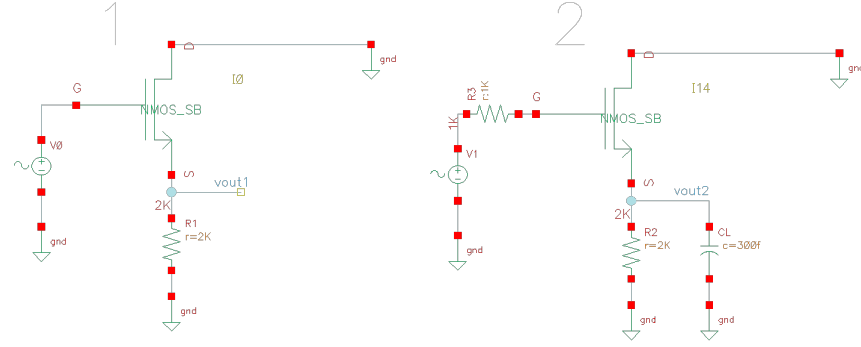 1
D
gnd
I0
G
NMOS_SB
V0
S
vout1
2K
R1
r=2K
gnd
gnd
2
D
gnd
I14
R3
r:1K
G
NMOS_SB
1K
V1
S
vout2
2K
R2
r=2K
CL
c=300f
gnd
gnd
gnd